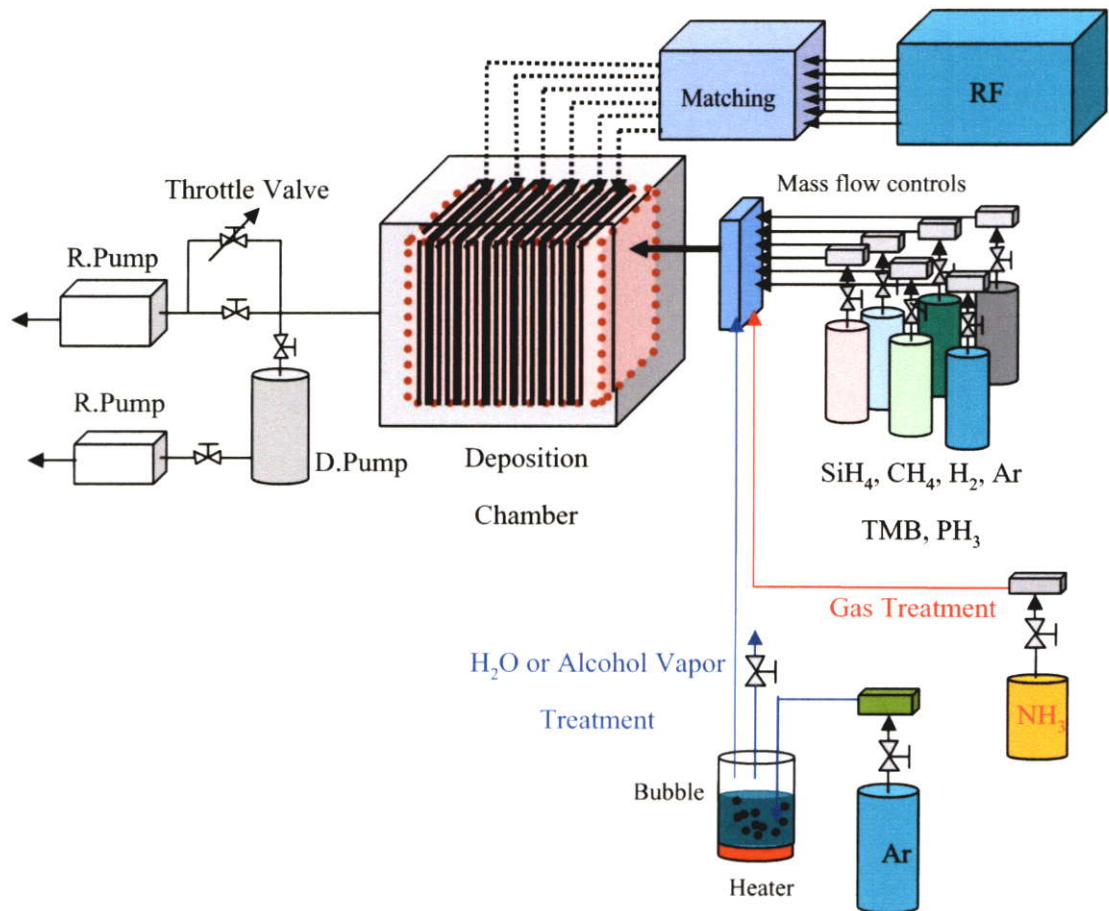 Matching
RF
Throttle Valve
Mass flow controls
R.Pump
R.Pump
D.Pump
Deposition
Chamber
SiH₄, CH₄, H₂, Ar
TMB, PH₃
Gas Treatment
H₂O or Alcohol Vapor
Treatment
NH₃
Bubble
Ar
Heater